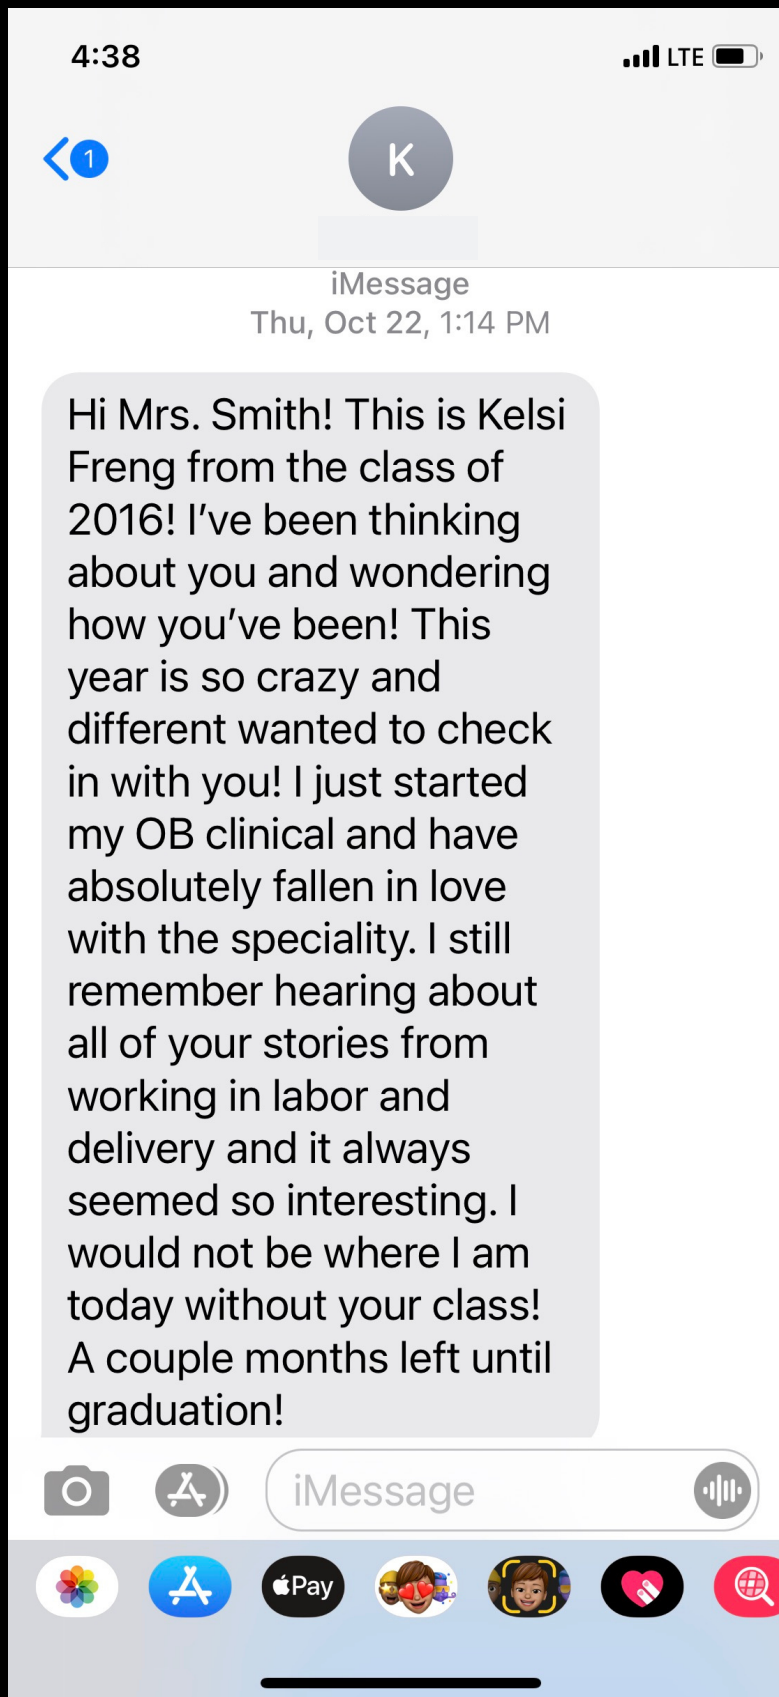 4:38
LTE
1
K
iMessage
Thu, Oct 22, 1:14 PM
Hi Mrs. Smith! This is Kelsi
Freng from the class of
2016! I’ve been thinking
about you and wondering
how you’ve been! This
year is so crazy and
different wanted to check
in with you! I just started
my OB clinical and have
absolutely fallen in love
with the speciality. I still
remember hearing about
all of your stories from
working in labor and
delivery and it always
seemed so interesting. I
would not be where I am
today without your class!
A couple months left until
graduation!
iMessage
Pay